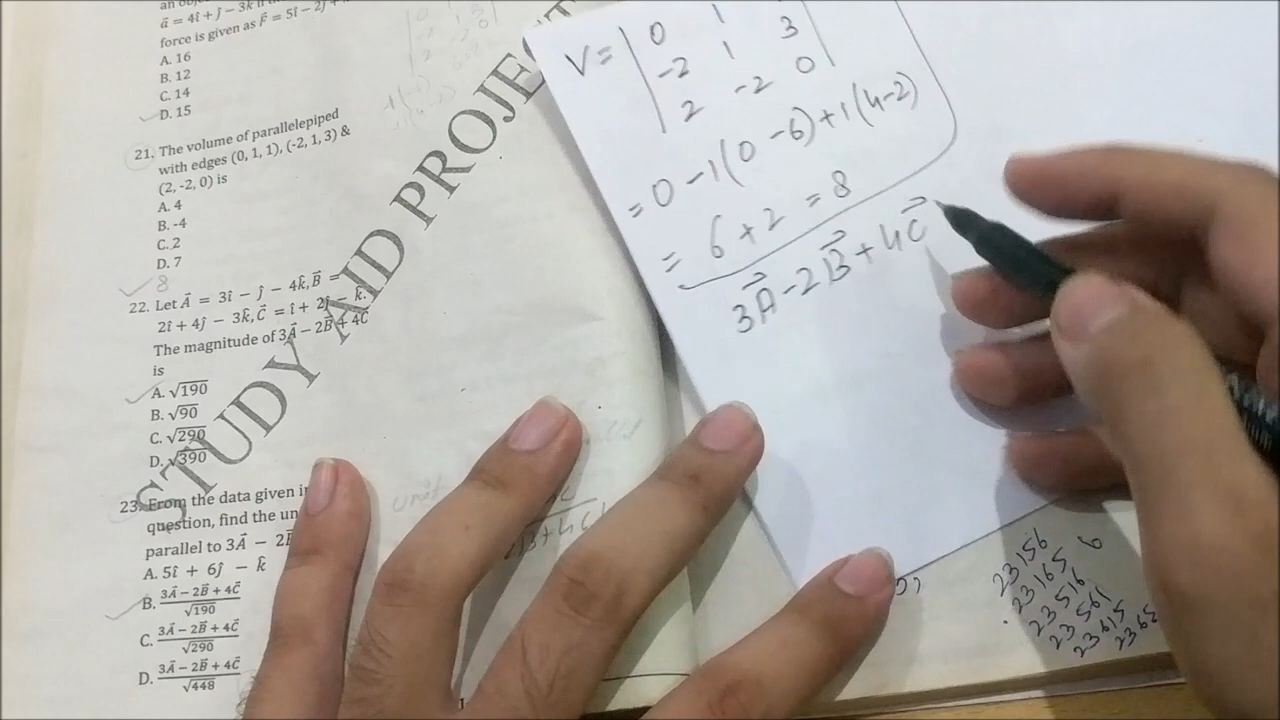 a⃗ = 4î + ĵ − 3k̂
force is given as F⃗ = 5î − 2ĵ
A. 16
B. 12
C. 14
D. 15
21. The volume of parallelepiped
with edges (0, 1, 1), (-2, 1, 3) &
(2, -2, 0) is
A. 4
B. -4
C. 2
D. 7
8
22. Let A⃗ = 3î − ĵ − 4k̂, B⃗ =
2î + 4ĵ − 3k̂, C⃗ = î + 2ĵ − k̂.
The magnitude of 3A⃗ − 2B⃗ + 4C⃗
is
A. √190
B. √90
C. √290
D. √390
23. From the data given in
question, find the un
parallel to 3A⃗ − 2B⃗
A. 5î + 6ĵ − k̂
B. 3A⃗ − 2B⃗ + 4C⃗ / √190
C. 3A⃗ − 2B⃗ + 4C⃗ / √290
D. 3A⃗ − 2B⃗ + 4C⃗ / √448
STUDY AID PROJECT
V = | 0 1
-2 1 3
2 -2 0 |
= 0 − 1(0 − 6) + 1(4 − 2)
= 6 + 2 = 8
3A⃗ − 2B⃗ + 4C⃗
23156 6
23165
23516
23561
23615